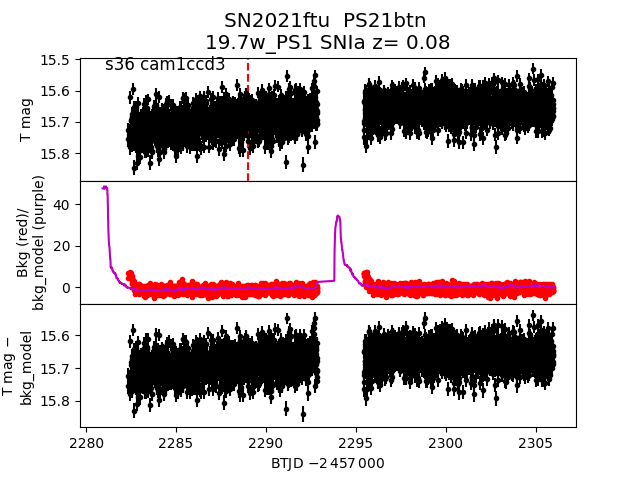 SN2021ftu  PS21btn
19.7w_PS1 SNIa z= 0.08
s36 cam1ccd3
15.5
15.6
15.7
15.8
T mag
40
20
0
Bkg (red)/
bkg_model (purple)
15.6
15.7
15.8
T mag −
bkg_model
2280
2285
2290
2295
2300
2305
BTJD −2 457 000